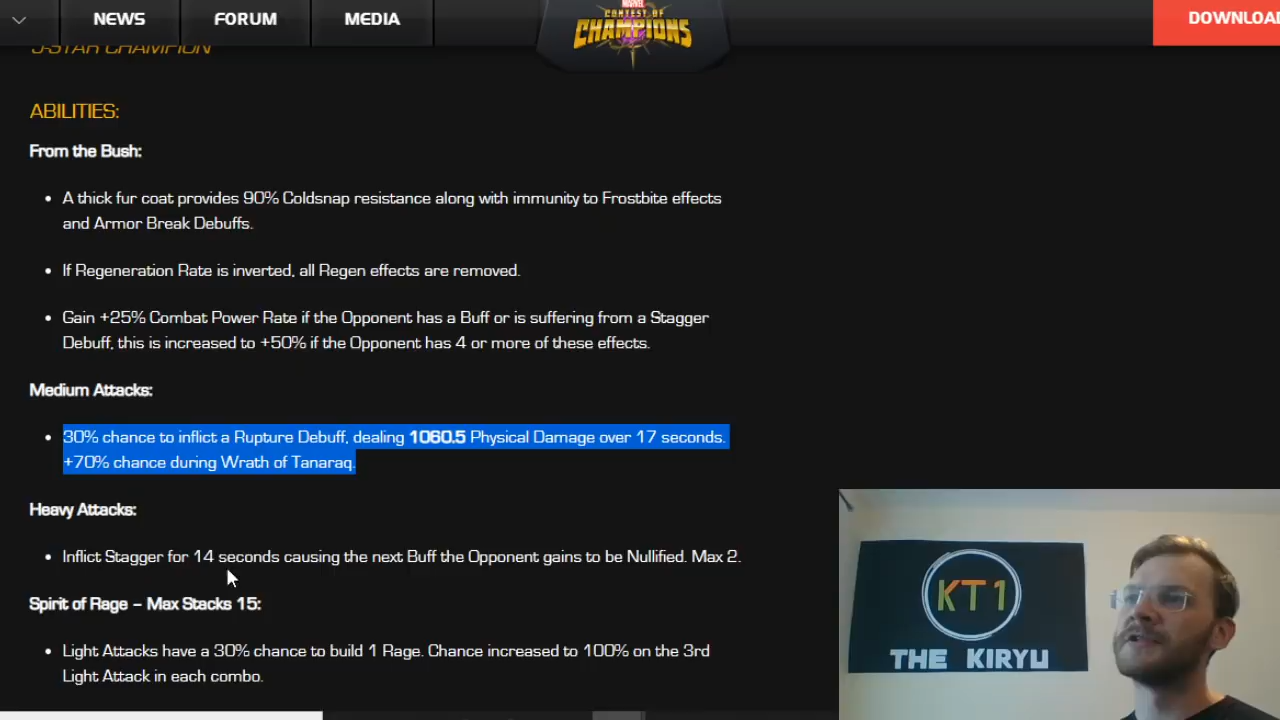 NEWS
FORUM
MEDIA
MARVEL
CONTEST OF
CHAMPIONS
DOWNLOA
5-STAR CHAMPION
ABILITIES:
From the Bush:
• A thick fur coat provides 90% Coldsnap resistance along with immunity to Frostbite effects
and Armor Break Debuffs.
• If Regeneration Rate is inverted, all Regen effects are removed.
• Gain +25% Combat Power Rate if the Opponent has a Buff or is suffering from a Stagger
Debuff, this is increased to +50% if the Opponent has 4 or more of these effects.
Medium Attacks:
• 30% chance to inflict a Rupture Debuff, dealing 1060.5 Physical Damage over 17 seconds.
+70% chance during Wrath of Tanaraq.
Heavy Attacks:
• Inflict Stagger for 14 seconds causing the next Buff the Opponent gains to be Nullified. Max 2.
Spirit of Rage – Max Stacks 15:
• Light Attacks have a 30% chance to build 1 Rage. Chance increased to 100% on the 3rd
Light Attack in each combo.
KT1
THE KIRYU